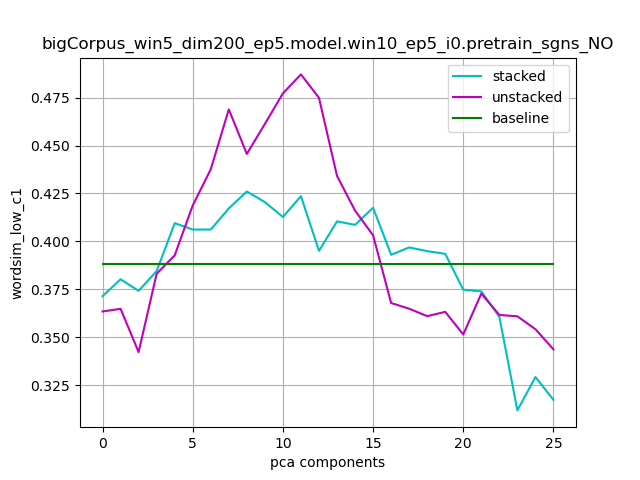 bigCorpus_win5_dim200_ep5.model.win10_ep5_i0.pretrain_sgns_NO
stacked
unstacked
baseline
wordsim_low_c1
0.475
0.450
0.425
0.400
0.375
0.350
0.325
0 5 10 15 20 25
pca components